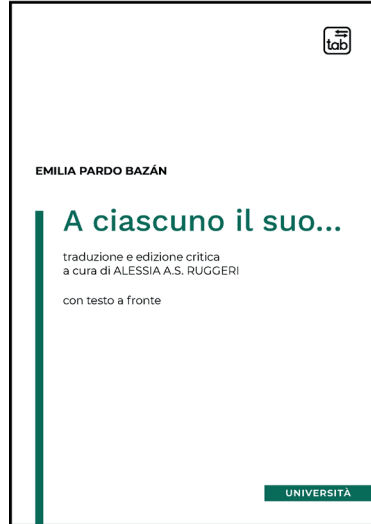 tab
EMILIA PARDO BAZÁN
A ciascuno il suo...
traduzione e edizione critica
a cura di ALESSIA A.S. RUGGERI
con testo a fronte
UNIVERSITÀ